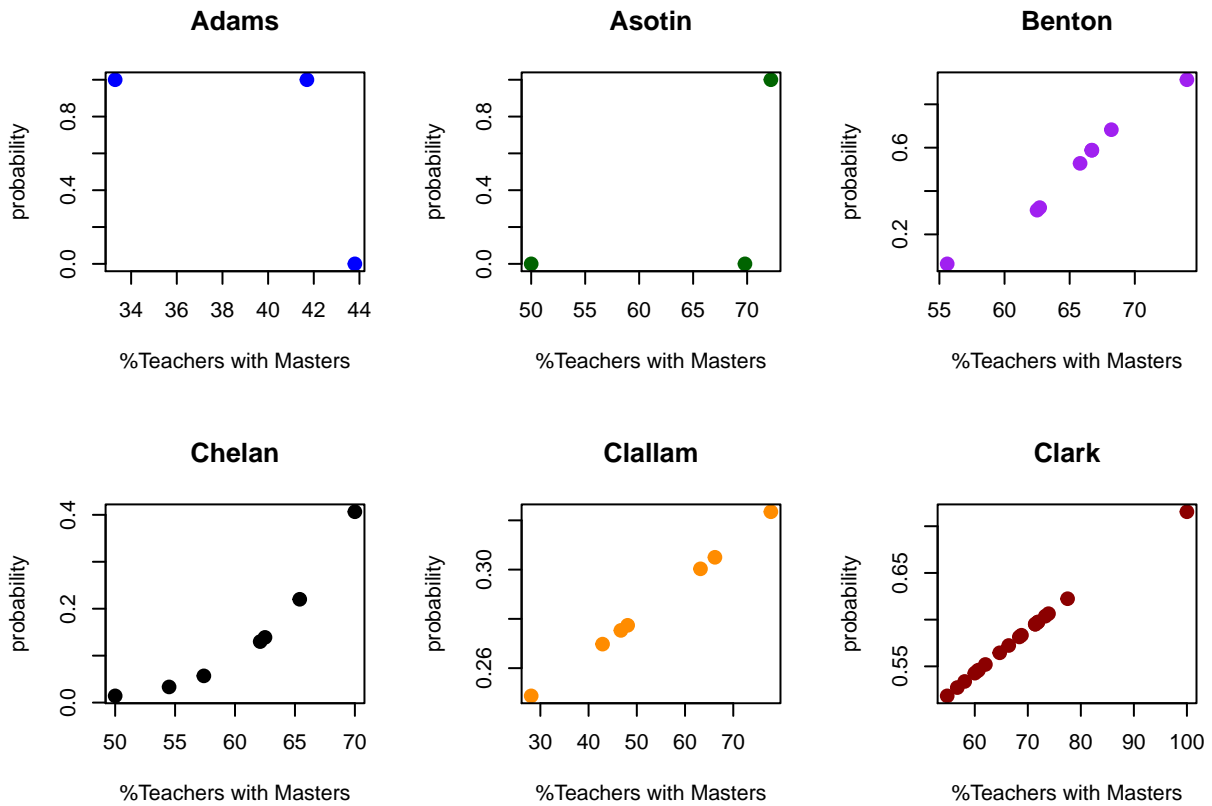 Adams
probability
0.0 0.4 0.8
34 36 38 40 42 44
%Teachers with Masters
Asotin
probability
0.0 0.4 0.8
50 55 60 65 70
%Teachers with Masters
Benton
probability
0.2 0.6
55 60 65 70
%Teachers with Masters
Chelan
probability
0.0 0.2 0.4
50 55 60 65 70
%Teachers with Masters
Clallam
probability
0.26 0.30
30 40 50 60 70
%Teachers with Masters
Clark
probability
0.55 0.65
60 70 80 90 100
%Teachers with Masters